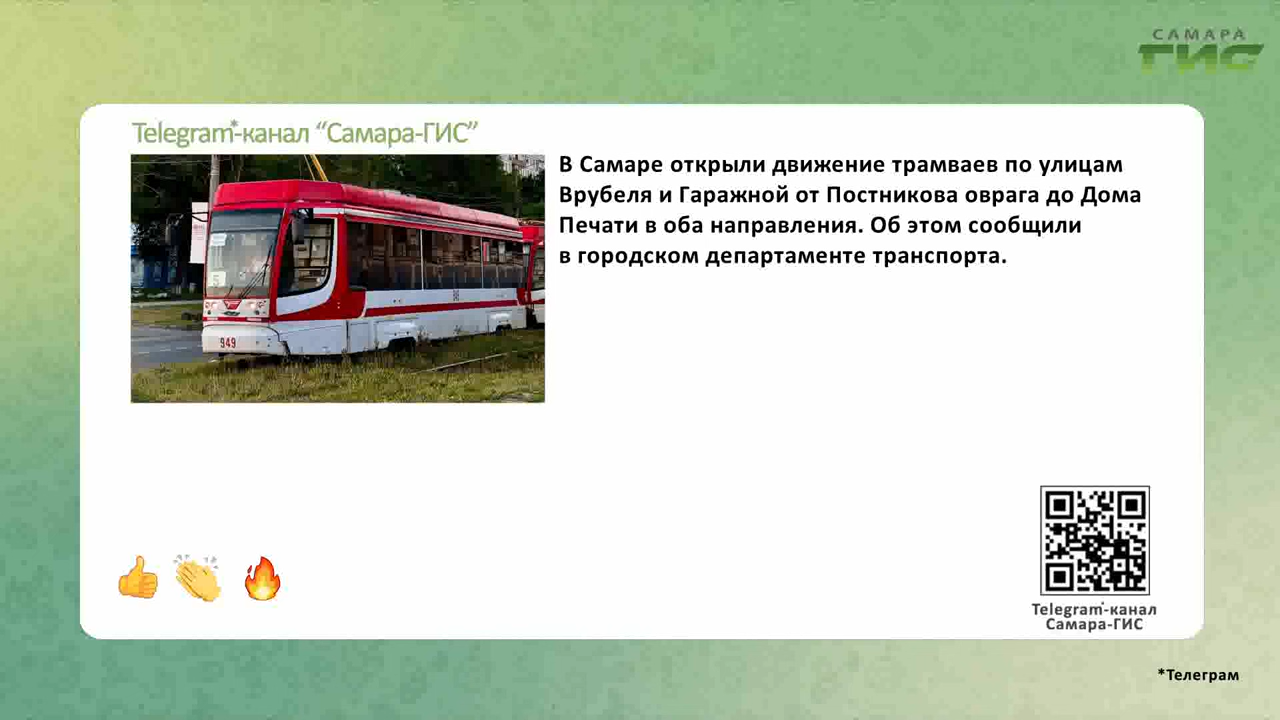 САМАРА
ГИС
Telegram*-канал “Самара-ГИС”
В Самаре открыли движение трамваев по улицам
Врубеля и Гаражной от Постникова оврага до Дома
Печати в оба направления. Об этом сообщили
в городском департаменте транспорта.
949
Telegram*-канал
Самара-ГИС
*Телеграм